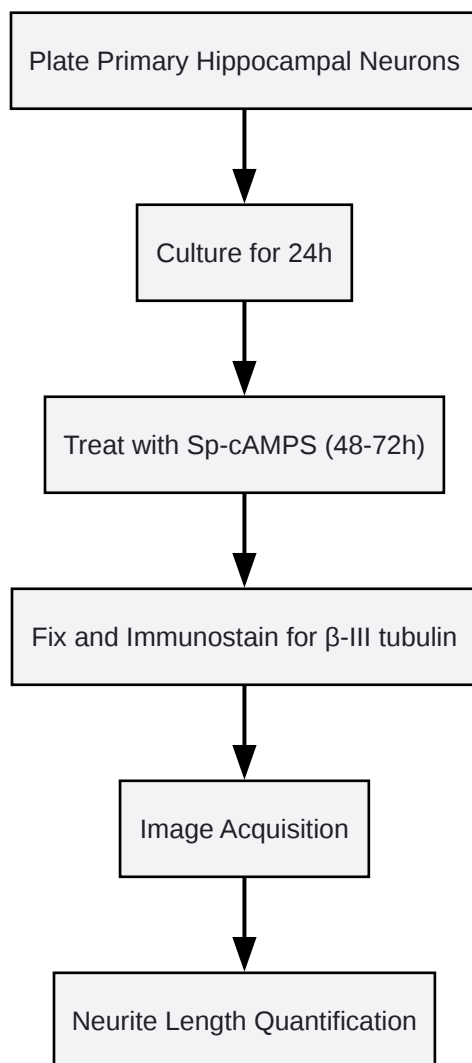 Plate Primary Hippocampal Neurons
Culture for 24h
Treat with Sp-cAMPS (48-72h)
Fix and Immunostain for β-III tubulin
Image Acquisition
Neurite Length Quantification